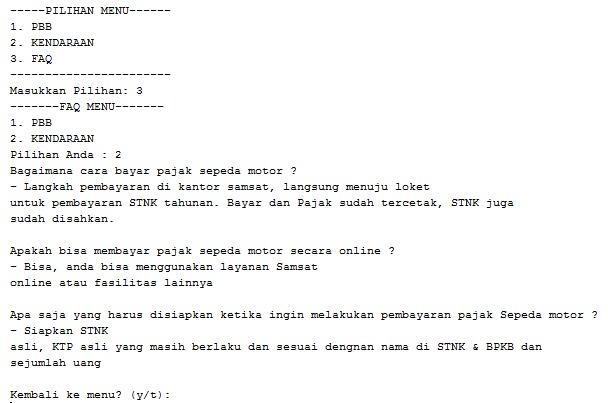 -----PILIHAN MENU------
1. PBB
2. KENDARAAN
3. FAQ
-----------------------
Masukkan Pilihan: 3
-------FAQ MENU-------
1. PBB
2. KENDARAAN
Pilihan Anda : 2
Bagaimana cara bayar pajak sepeda motor ?
- Langkah pembayaran di kantor samsat, langsung menuju loket
untuk pembayaran STNK tahunan. Bayar dan Pajak sudah tercetak, STNK juga
sudah disahkan.

Apakah bisa membayar pajak sepeda motor secara online ?
- Bisa, anda bisa menggunakan layanan Samsat
online atau fasilitas lainnya

Apa saja yang harus disiapkan ketika ingin melakukan pembayaran pajak Sepeda motor ?
- Siapkan STNK
asli, KTP asli yang masih berlaku dan sesuai dengnan nama di STNK & BPKB dan
sejumlah uang

Kembali ke menu? (y/t):